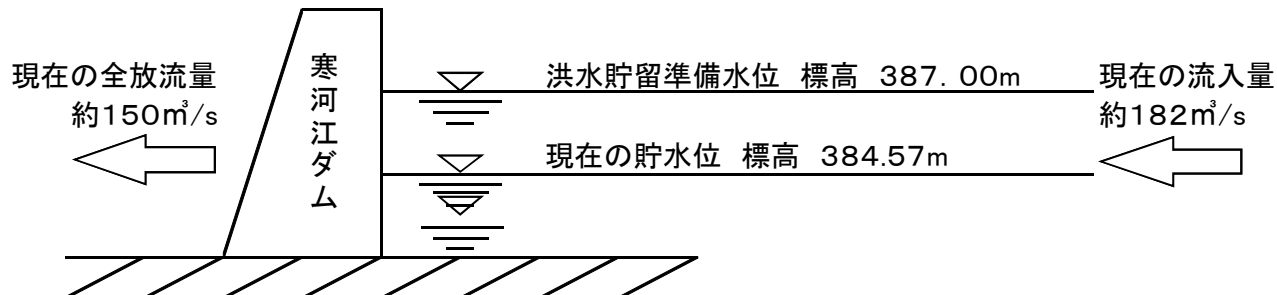 現在の全放流量
約150㎥/s
寒河江ダム
洪水貯留準備水位 標高 387.00m
現在の貯水位 標高 384.57m
現在の流入量
約182㎥/s